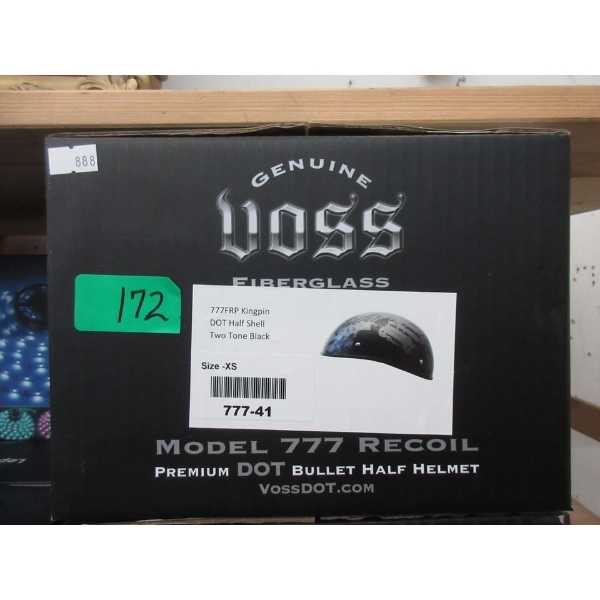 888
GENUINE
VOSS
FIBERGLASS
172
777FRP Kingpin
DOT Half Shell
Two Tone Black
Size -XS
777-41
MODEL 777 RECOIL
PREMIUM DOT BULLET HALF HELMET
VOSSDOT.COM